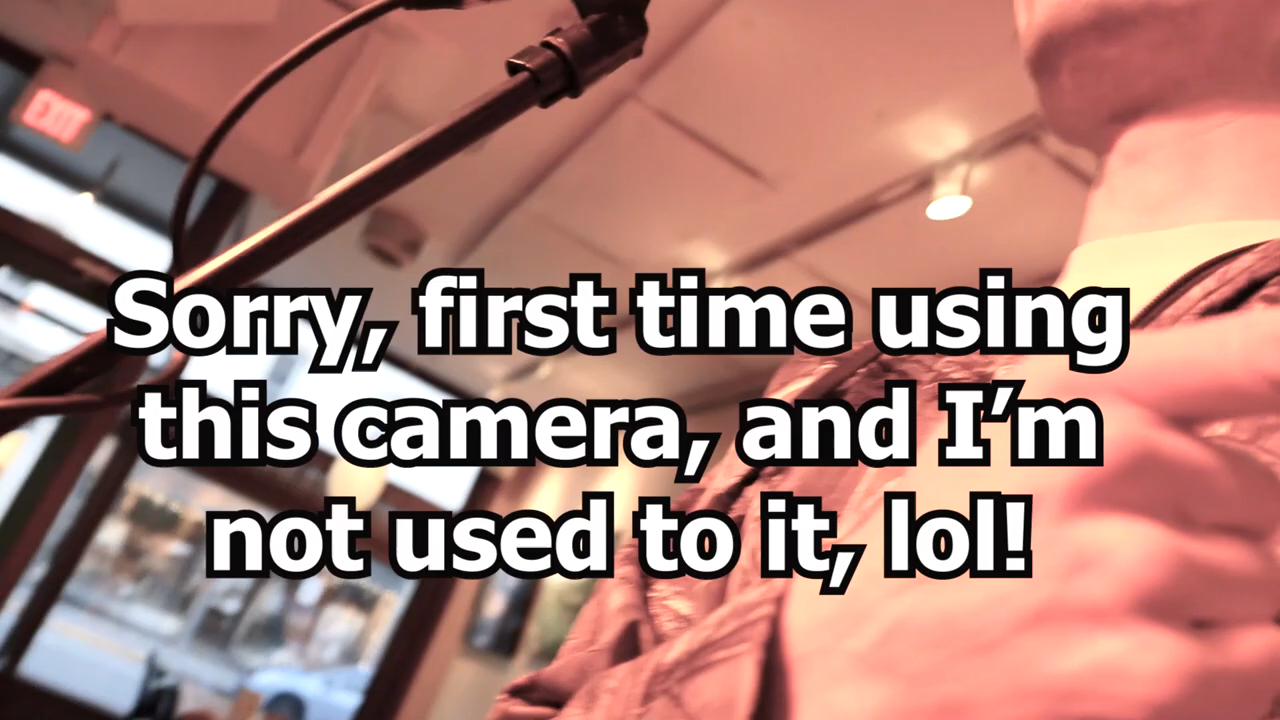 EXIT
Sorry, first time using
this camera, and I’m
not used to it, lol!